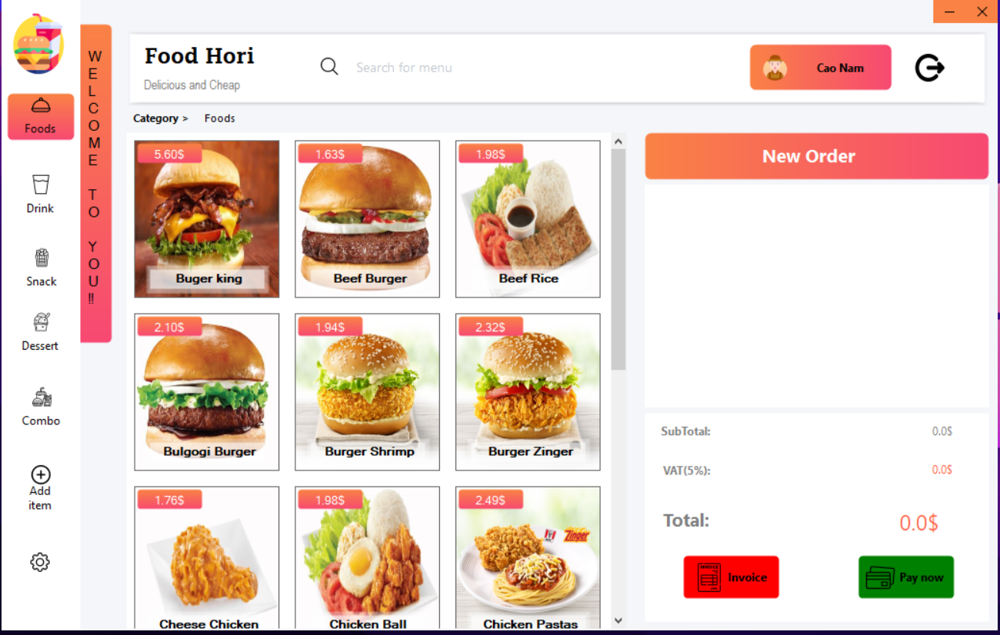 Food Hori
Delicious and Cheap
Search for menu
Cao Nam
Foods
Drink
Snack
Dessert
Combo
Add
item
W
E
L
C
O
M
E
T
O
Y
O
U
!!
Category > Foods
5.60$
Buger king
1.63$
Beef Burger
1.98$
Beef Rice
2.10$
Bulgogi Burger
1.94$
Burger Shrimp
2.32$
Burger Zinger
1.76$
Cheese Chicken
1.98$
Chicken Ball
2.49$
Zinger
Chicken Pastas
New Order
SubTotal: 0.0$
VAT(5%): 0.0$
Total: 0.0$
Invoice
Pay now